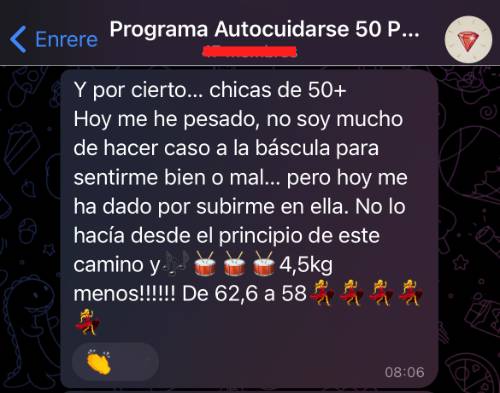 Enrere
Programa Autocuidarse 50 P...
Y por cierto... chicas de 50+
Hoy me he pesado, no soy mucho
de hacer caso a la báscula para
sentirme bien o mal... pero hoy me
ha dado por subirme en ella. No lo
hacía desde el principio de este
camino y🎶🥁🥁🥁4,5kg
menos!!!!!! De 62,6 a 58💃💃💃💃
💃
👏
08:06